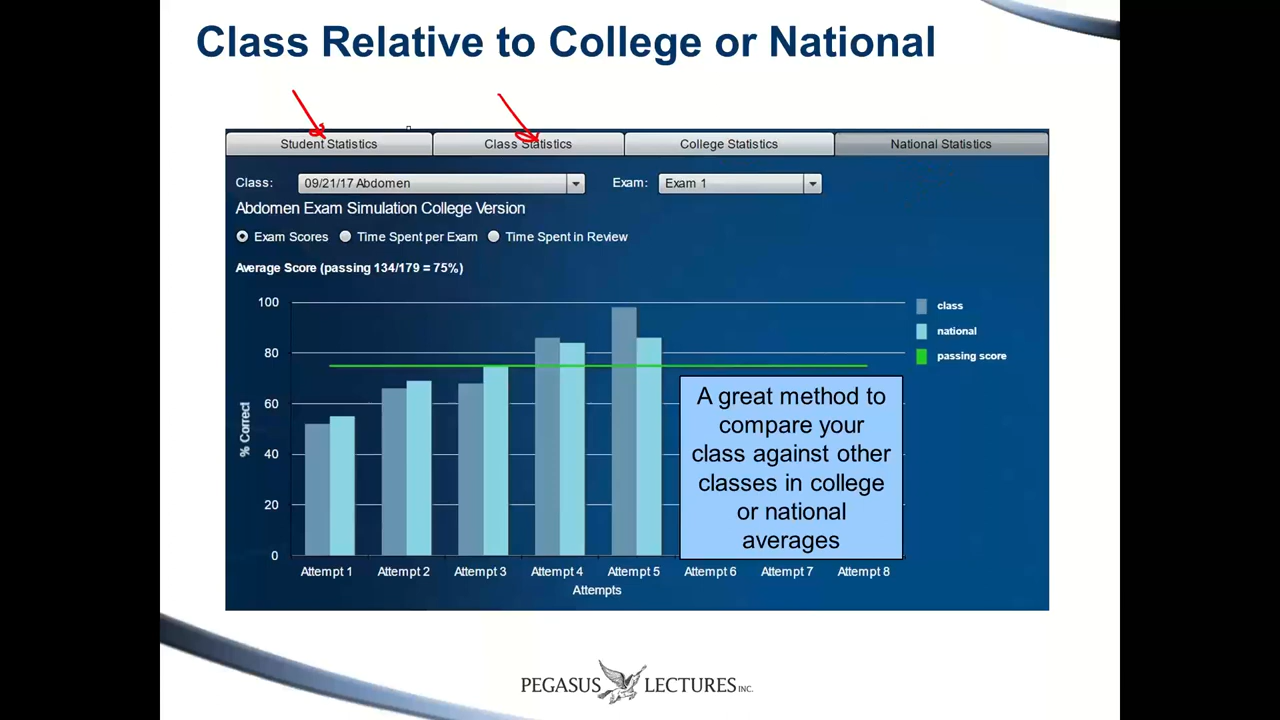 Class Relative to College or National
Student Statistics Class Statistics College Statistics National Statistics
Class: 09/21/17 Abdomen Exam: Exam 1
Abdomen Exam Simulation College Version
Exam Scores Time Spent per Exam Time Spent in Review
Average Score (passing 134/179 = 75%)
100
80
60
40
20
0
% Correct
class
national
passing score
A great method to
compare your
class against other
classes in college
or national
averages
Attempt 1 Attempt 2 Attempt 3 Attempt 4 Attempt 5 Attempt 6 Attempt 7 Attempt 8
Attempts
PEGASUS LECTURES INC.